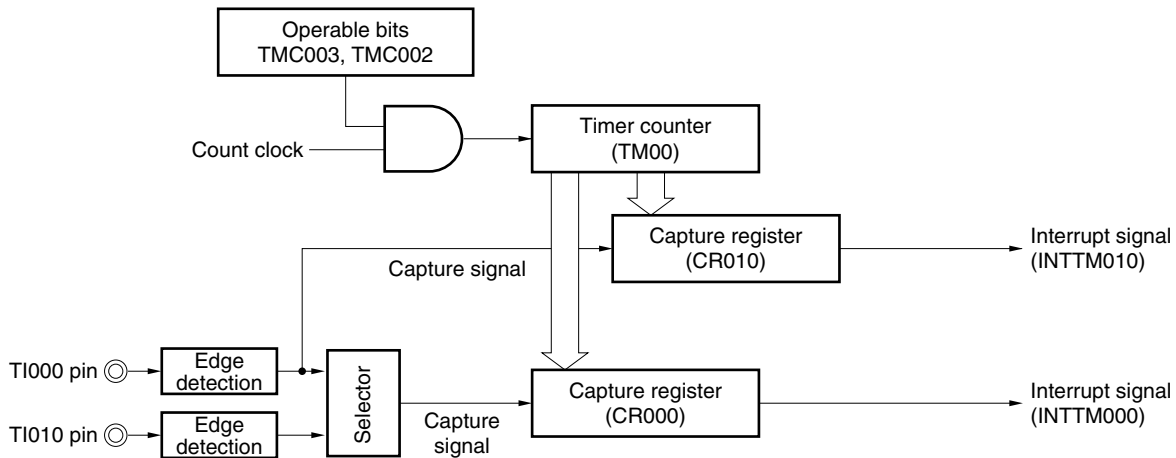 Operable bits
TMC003, TMC002
Count clock
Timer counter
(TM00)
Capture register
(CR010)
Interrupt signal
(INTTM010)
Capture signal
TI000 pin
Edge
detection
Selector
Capture register
(CR000)
Interrupt signal
(INTTM000)
TI010 pin
Edge
detection
Capture
signal